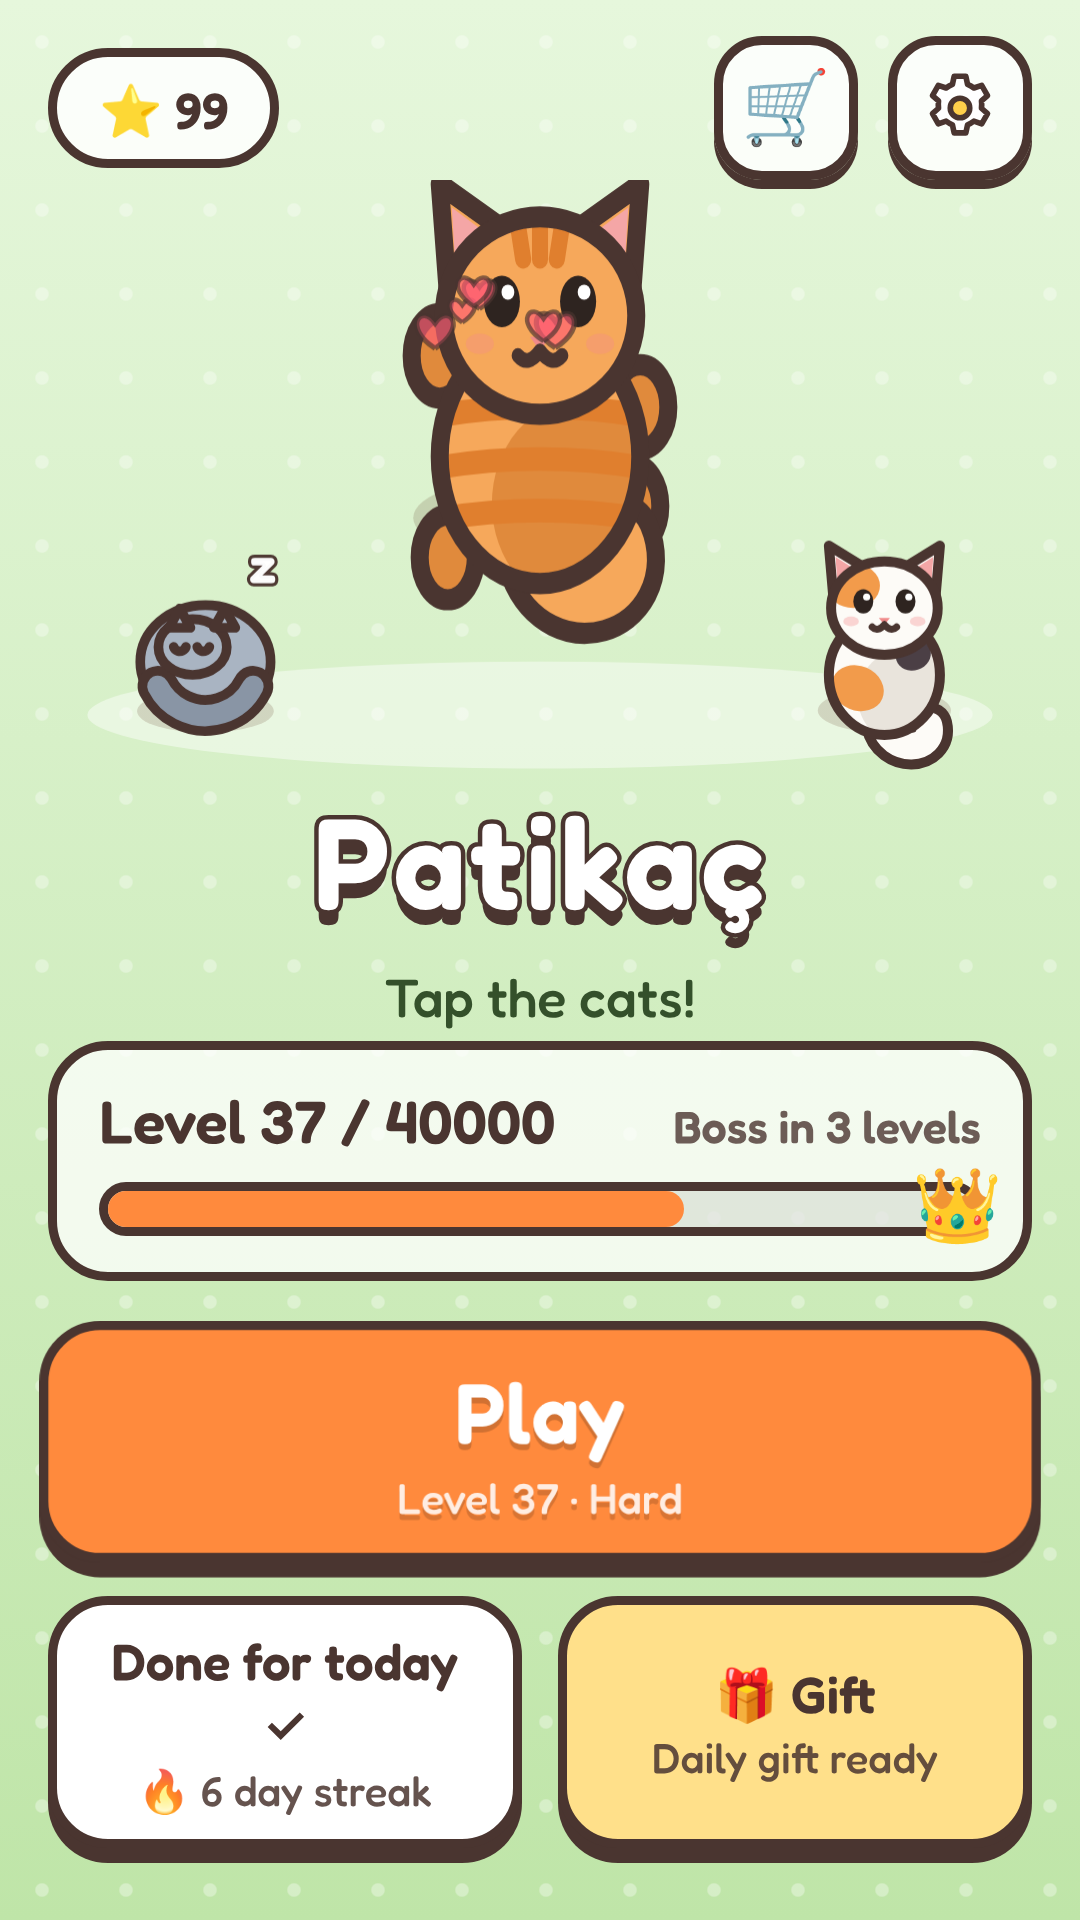 99
z
Patikaç
Tap the cats!
Level 37 / 40000
Boss in 3 levels
Play
Level 37 · Hard
Done for today
✓
6 day streak
Gift
Daily gift ready